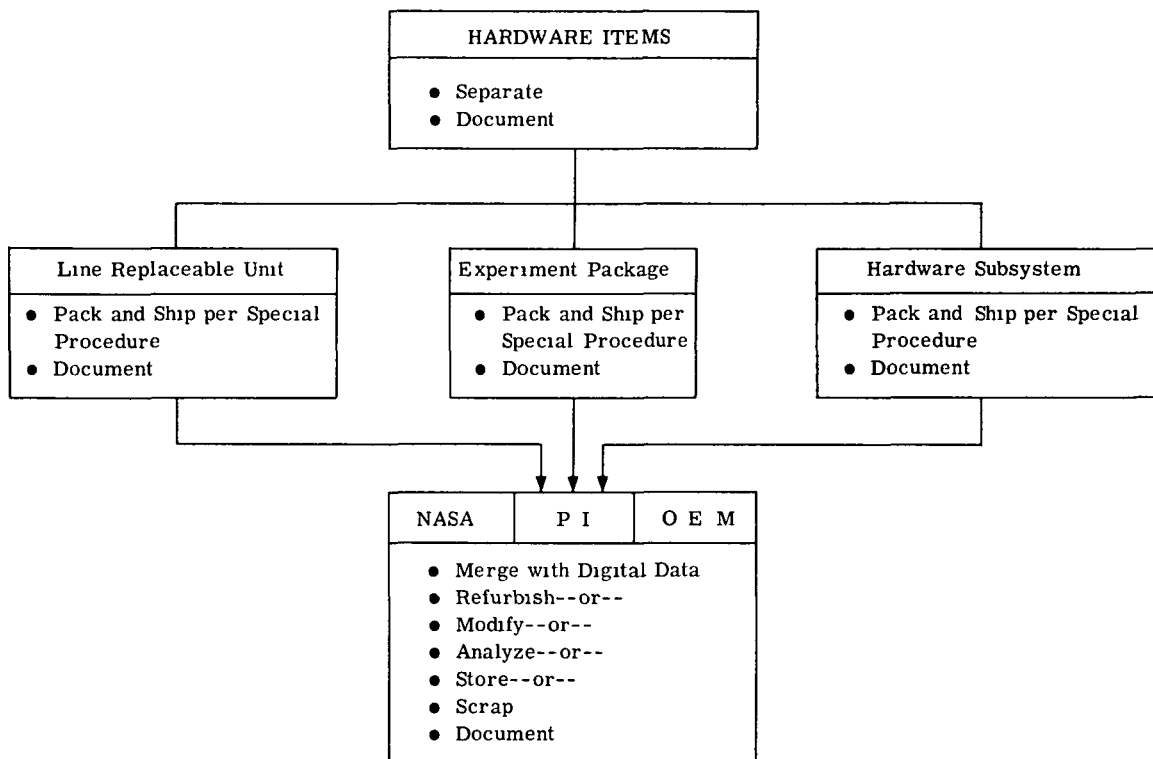 HARDWARE ITEMS
● Separate
● Document
Line Replaceable Unit
● Pack and Ship per Special
Procedure
● Document
Experiment Package
● Pack and Ship per
Special Procedure
● Document
Hardware Subsystem
● Pack and Ship per Special
Procedure
● Document
NASA
P I
O E M
● Merge with Digital Data
● Refurbish--or--
● Modify--or--
● Analyze--or--
● Store--or--
● Scrap
● Document